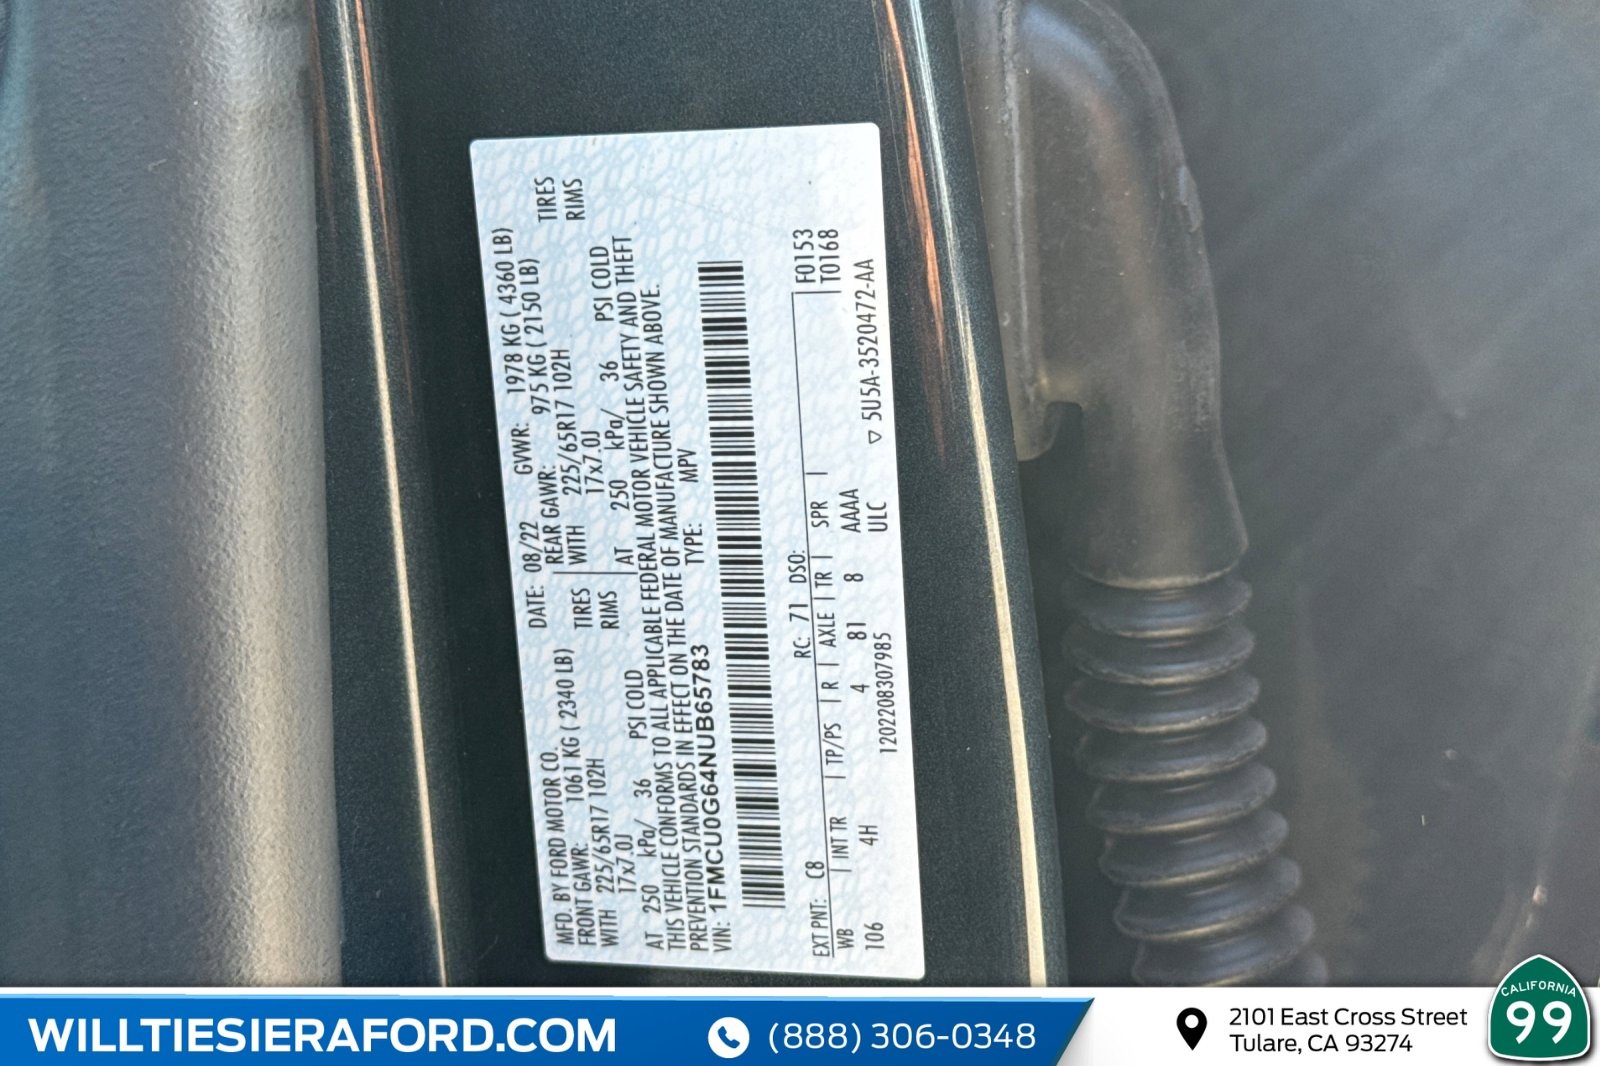 MFD. BY FORD MOTOR CO. DATE: 08/22 GVWR: 1978 KG ( 4360 LB)
FRONT GAWR: 1061 KG ( 2340 LB) REAR GAWR: 975 KG ( 2150 LB)
WITH 225/65R17 102H TIRES WITH 225/65R17 102H TIRES
17x7.0J RIMS 17x7.0J RIMS
AT 250 kPa/ 36 PSI COLD AT 250 kPa/ 36 PSI COLD
THIS VEHICLE CONFORMS TO ALL APPLICABLE FEDERAL MOTOR VEHICLE SAFETY AND THEFT
PREVENTION STANDARDS IN EFFECT ON THE DATE OF MANUFACTURE SHOWN ABOVE.
VIN: 1FMCU0G64NUB65783 TYPE: MPV
EXT PNT: C8 RC: 71 DSO: F0153
WB INT TR TP/PS R AXLE TR SPR T0168
106 4H 4 81 8 AAAA
120220830​7985 ULC ▽ 5U5A-3520472-AA
WILLTIESIERAFORD.COM
(888) 306-0348
2101 East Cross Street
Tulare, CA 93274
CALIFORNIA
99